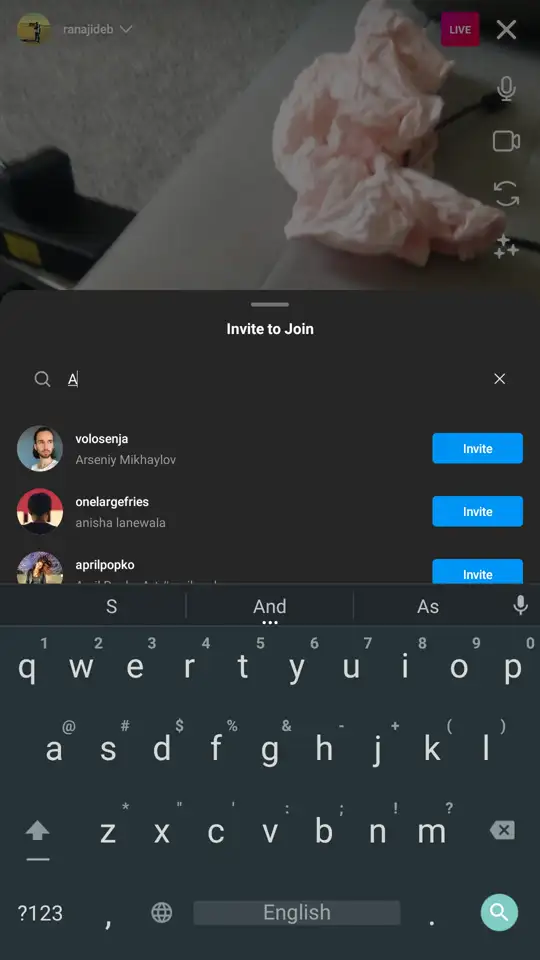 ranajideb
LIVE
Invite to Join
A
volosenja
Arseniy Mikhaylov
Invite
onelargefries
anisha lanewala
Invite
aprilpopko
Invite
S And As
1 2 3 4 5 6 7 8 9 0
q w e r t y u i o p
@ # $ % & - + ( )
a s d f g h j k l
* " ' : ; ! ?
z x c v b n m
?123 , English .